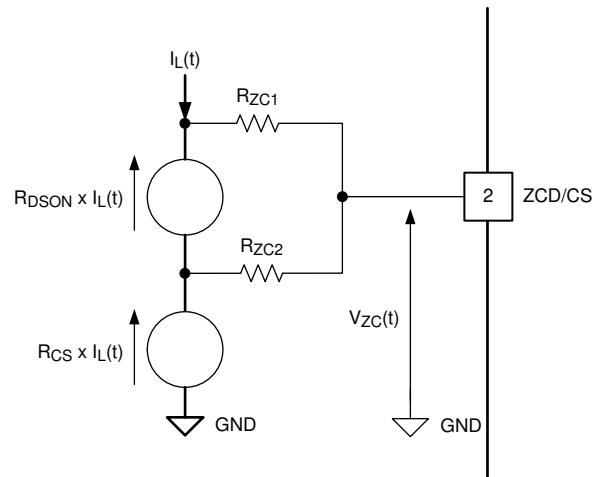 I_L(t)
R_ZC1
R_DSON x I_L(t)
2
ZCD/CS
R_ZC2
V_ZC(t)
R_CS x I_L(t)
GND
GND